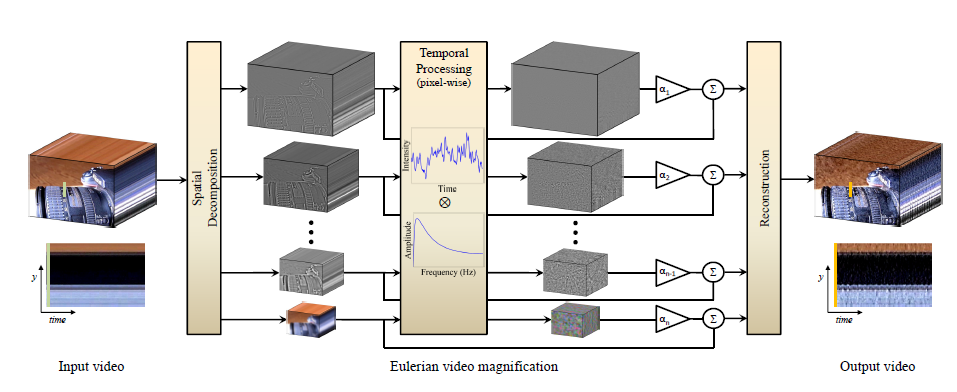 Spatial
Decomposition
Temporal
Processing
(pixel-wise)
Intensity
Time
⊗
Amplitude
Frequency (Hz)
α1
Σ
α2
Σ
αn-1
Σ
αn
Σ
Reconstruction
y
time
y
time
Input video
Eulerian video magnification
Output video